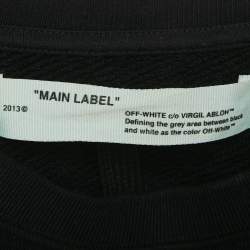 2013©
"MAIN LABEL"
OFF-WHITE c/o VIRGIL ABLOH™
Defining the grey area between black
and white as the color Off-White™